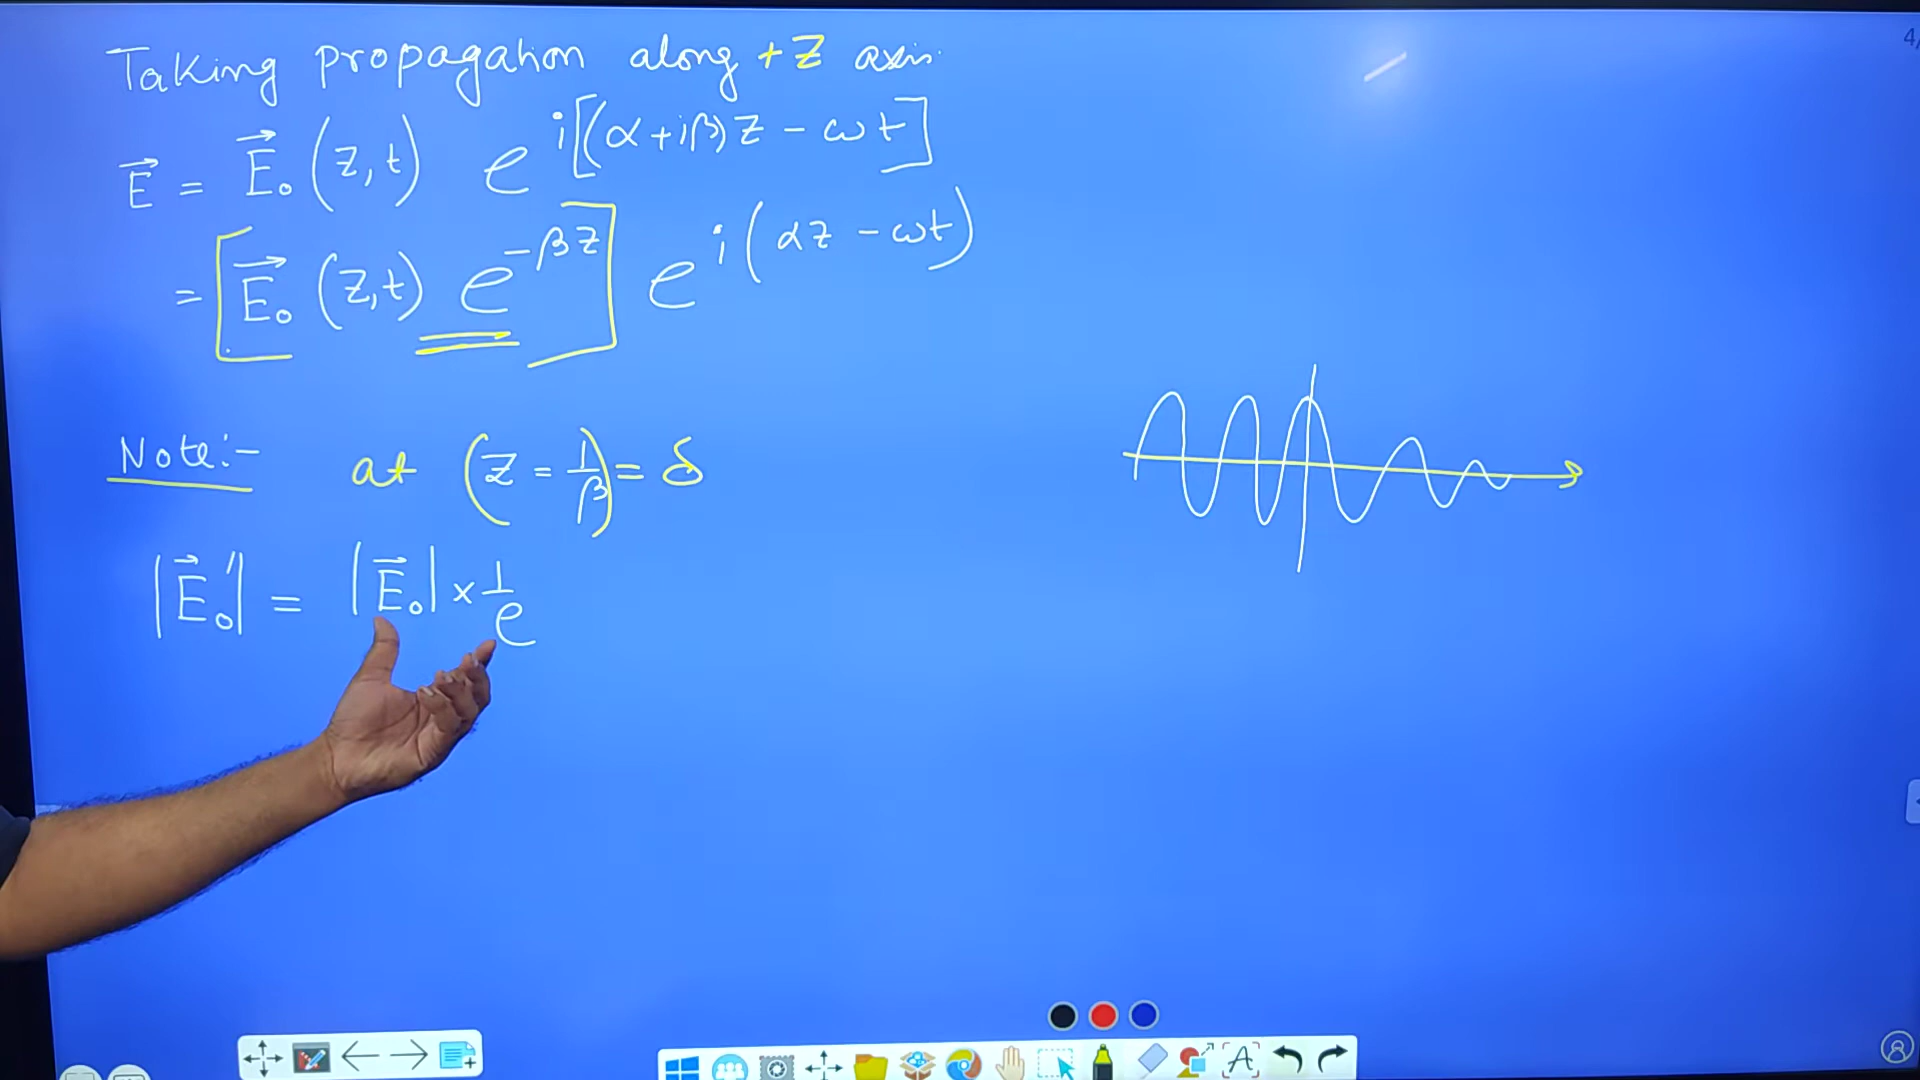 Taking propagation along +Z axis.
E⃗ = E⃗₀ (z,t) e^{i[(α+iβ)z − ωt]}
= [E⃗₀ (z,t) e^{−βz}] e^{i(αz − ωt)}
Note:- at (z = 1/β) = δ
|E⃗₀'| = |E⃗₀| × 1/e